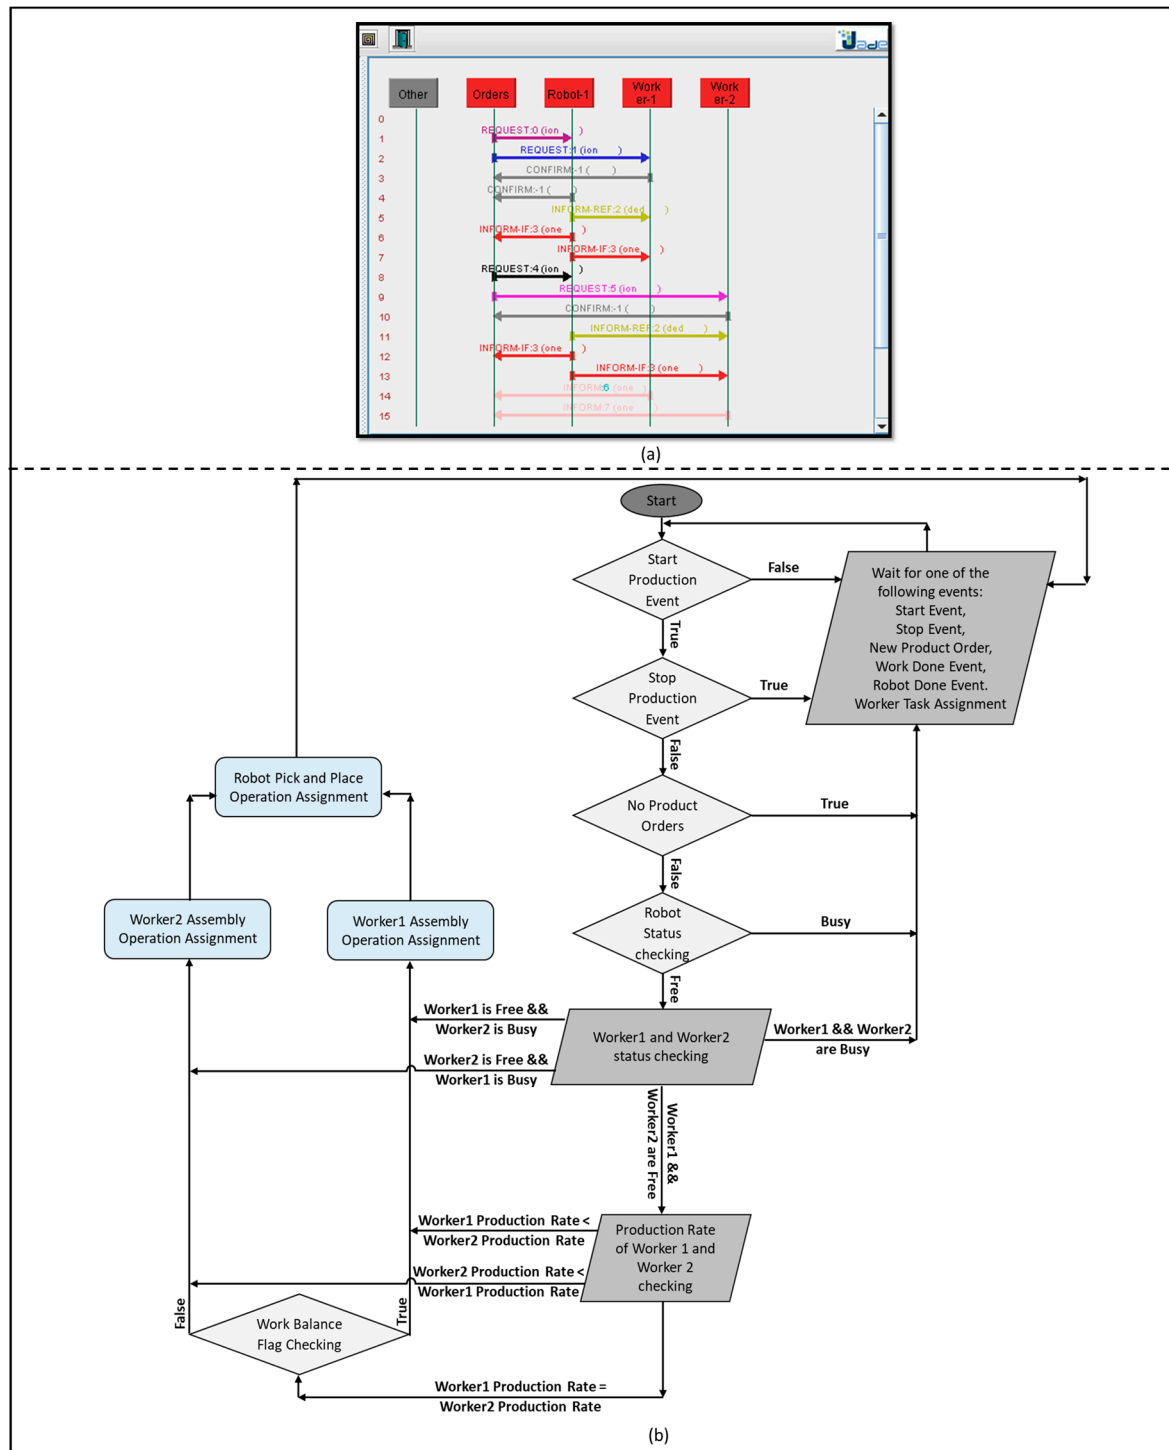 Jade
Other
Orders
Robot-1
Work
er-1
Work
er-2
0
1
2
3
4
5
6
7
8
9
10
11
12
13
14
15
REQUEST:0 (ion )
REQUEST:1 (ion )
CONFIRM:-1 ( )
CONFIRM:-1 ( )
INFORM-REF:2 (ded )
INFORM-IF:3 (one )
INFORM-IF:3 (one )
REQUEST:4 (ion )
REQUEST:5 (ion )
CONFIRM:-1 ( )
INFORM-REF:2 (ded )
INFORM-IF:3 (one )
INFORM-IF:3 (one )
INFORM:6 (one )
INFORM:7 (one )
(a)
Start
Start
Production
Event
False
True
Wait for one of the
following events:
Start Event,
Stop Event,
New Product Order,
Work Done Event,
Robot Done Event.
Worker Task Assignment
Stop
Production
Event
True
False
No Product
Orders
True
False
Robot
Status
checking
Busy
Free
Robot Pick and Place
Operation Assignment
Worker2 Assembly
Operation Assignment
Worker1 Assembly
Operation Assignment
Worker1 is Free &&
Worker2 is Busy
Worker2 is Free &&
Worker1 is Busy
Worker1 and Worker2
status checking
Worker1 && Worker2
are Busy
Worker1 &&
Worker2 are Free
Worker1 Production Rate <
Worker2 Production Rate
Worker2 Production Rate <
Worker1 Production Rate
Production Rate
of Worker 1 and
Worker 2
checking
False
True
Work Balance
Flag Checking
Worker1 Production Rate =
Worker2 Production Rate
(b)